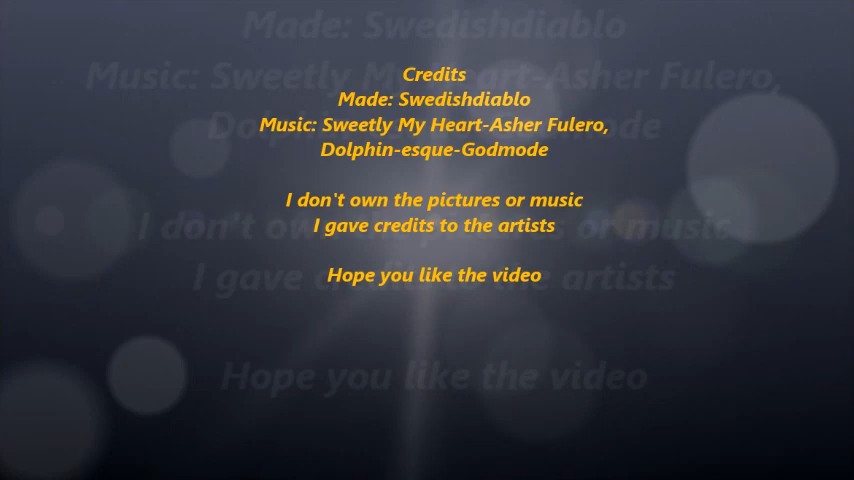 Credits
Made: Swedishdiablo
Music: Sweetly My Heart-Asher Fulero,
Dolphin-esque-Godmode
I don't own the pictures or music
I gave credits to the artists
Hope you like the video